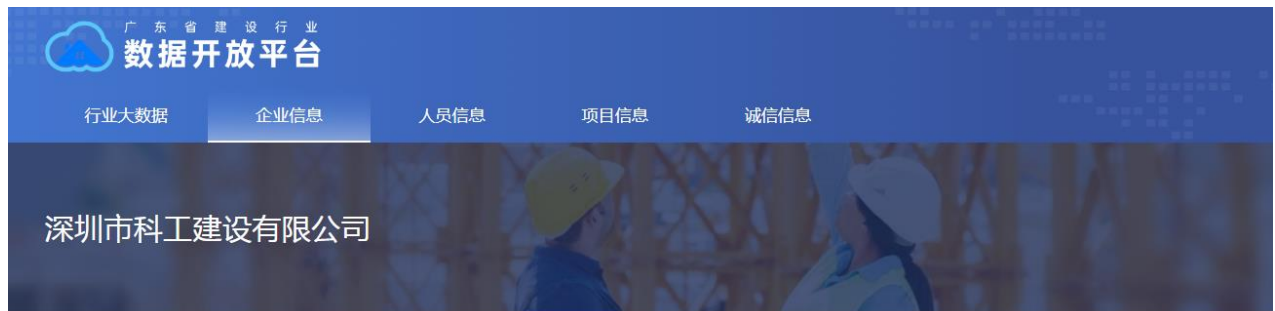 广东省建设行业
数据开放平台
行业大数据 企业信息 人员信息 项目信息 诚信信息
深圳市科工建设有限公司